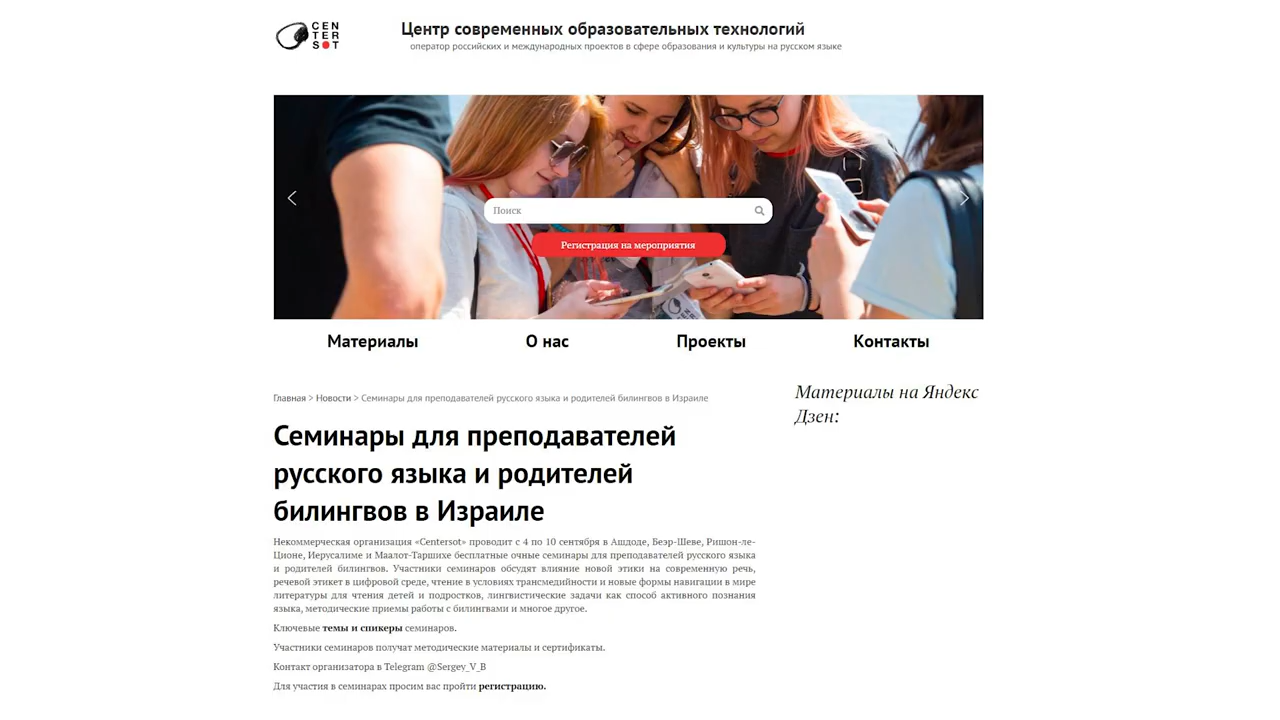 CEN
TER
SOT
Центр современных образовательных технологий
оператор российских и международных проектов в сфере образования и культуры на русском языке
Поиск
Регистрация на мероприятия
Материалы О нас Проекты Контакты
Главная > Новости > Семинары для преподавателей русского языка и родителей билингвов в Израиле
Семинары для преподавателей
русского языка и родителей
билингвов в Израиле
Некоммерческая организация «Centersot» проводит с 4 по 10 сентября в Ашдоде, Беэр-Шеве, Ришон-ле-
Ционе, Иерусалиме и Маалот-Таршихе бесплатные очные семинары для преподавателей русского языка
и родителей билингвов. Участники семинаров обсудят влияние новой этики на современную речь,
речевой этикет в цифровой среде, чтение в условиях трансмедийности и новые формы навигации в мире
литературы для чтения детей и подростков, лингвистические задачи как способ активного познания
языка, методические приемы работы с билингвами и многое другое.
Ключевые темы и спикеры семинаров.
Участники семинаров получат методические материалы и сертификаты.
Контакт организатора в Telegram @Sergey_V_B
Для участия в семинарах просим вас пройти регистрацию.
Материалы на Яндекс
Дзен: